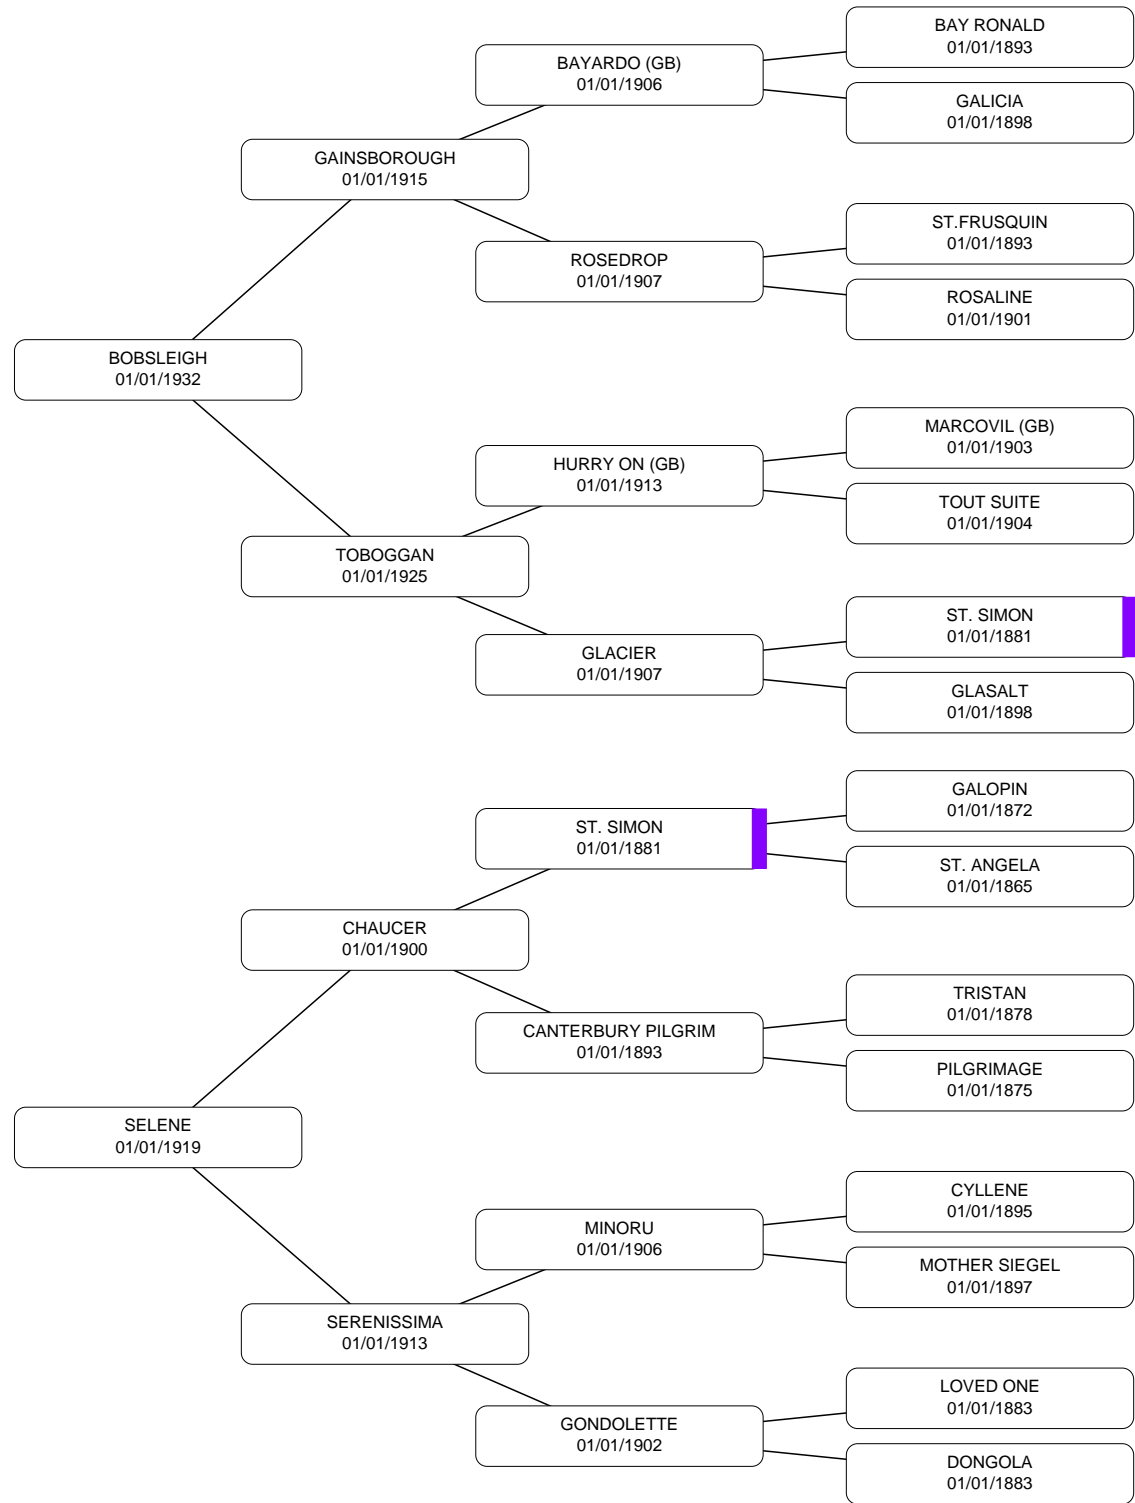 BAY RONALD
01/01/1893
BAYARDO (GB)
01/01/1906
GALICIA
01/01/1898
GAINSBOROUGH
01/01/1915
ST.FRUSQUIN
01/01/1893
ROSEDROP
01/01/1907
ROSALINE
01/01/1901
BOBSLEIGH
01/01/1932
MARCOVIL (GB)
01/01/1903
HURRY ON (GB)
01/01/1913
TOUT SUITE
01/01/1904
TOBOGGAN
01/01/1925
ST. SIMON
01/01/1881
GLACIER
01/01/1907
GLASALT
01/01/1898
GALOPIN
01/01/1872
ST. SIMON
01/01/1881
ST. ANGELA
01/01/1865
CHAUCER
01/01/1900
TRISTAN
01/01/1878
CANTERBURY PILGRIM
01/01/1893
PILGRIMAGE
01/01/1875
SELENE
01/01/1919
CYLLENE
01/01/1895
MINORU
01/01/1906
MOTHER SIEGEL
01/01/1897
SERENISSIMA
01/01/1913
LOVED ONE
01/01/1883
GONDOLETTE
01/01/1902
DONGOLA
01/01/1883